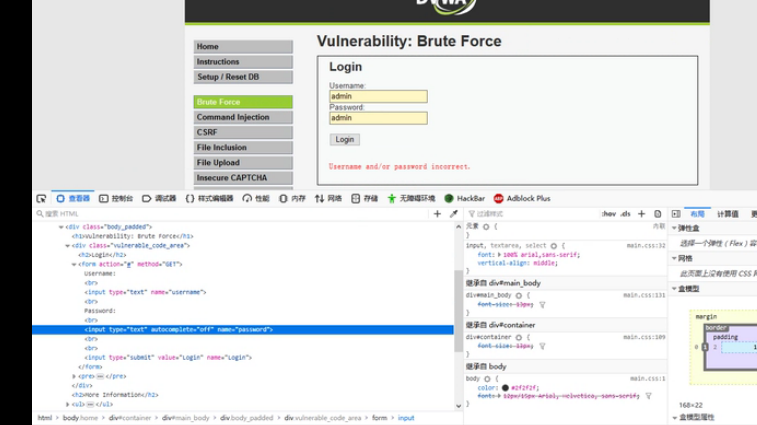 DVWA
Vulnerability: Brute Force
Home
Instructions
Setup / Reset DB
Brute Force
Command Injection
CSRF
File Inclusion
File Upload
Insecure CAPTCHA
Login
Username:
admin
Password:
admin
Login
Username and/or password incorrect.
查看器 控制台 调试器 {} 样式编辑器 性能 内存 网络 存储 无障碍环境 HackBar ABP Adblock Plus
搜索 HTML
<div class="body_padded">
<h1>Vulnerability: Brute Force</h1>
<div class="vulnerable_code_area">
<h2>Login</h2>
<form action="#" method="GET">
Username:
<br>
<input type="text" name="username">
<br>
Password:
<br>
<input type="text" autocomplete="off" name="password">
<br>
<br>
<input type="submit" value="Login" name="Login">
</form>
<pre></pre>
</div>
<h2>More Information</h2>
<ul></ul>
html > body.home > div#container > div#main_body > div.body_padded > div.vulnerable_code_area > form > input
过滤样式
:hov .cls +
元素 { 内联
}
input, textarea, select { main.css:32
font: 100% arial,sans-serif;
vertical-align: middle;
}
继承自 div#main_body
div#main_body { main.css:131
font-size: 13px;
}
继承自 div#container
div#container { main.css:109
font-size: 13px;
}
继承自 body
body { main.css:1
color: #2f2f2f;
font: 12px/15px Arial, Helvetica, sans-serif;
}
布局 计算值
弹性盒
选择一个弹性（Flex）容
网格
此页面上没有使用 CSS
盒模型
margin
border
padding
0 1 2 1
168×22
盒模型属性